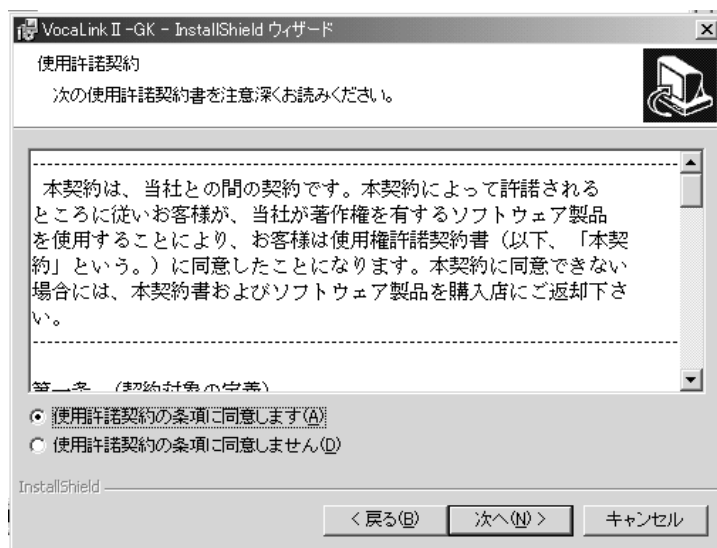 VocaLink Ⅱ -GK - InstallShield ウィザード
使用許諾契約
次の使用許諾契約書を注意深くお読みください。
本契約は、当社との間の契約です。本契約によって許諾される
ところに従いお客様が、当社が著作権を有するソフトウェア製品
を使用することにより、お客様は使用権許諾契約書（以下、「本契
約」という。）に同意したことになります。本契約に同意できない
場合には、本契約書およびソフトウェア製品を購入店にご返却下さ
い。
第一条　（契約対象の定義）
使用許諾契約の条項に同意します(A)
使用許諾契約の条項に同意しません(D)
InstallShield
< 戻る(B)
次へ(N) >
キャンセル